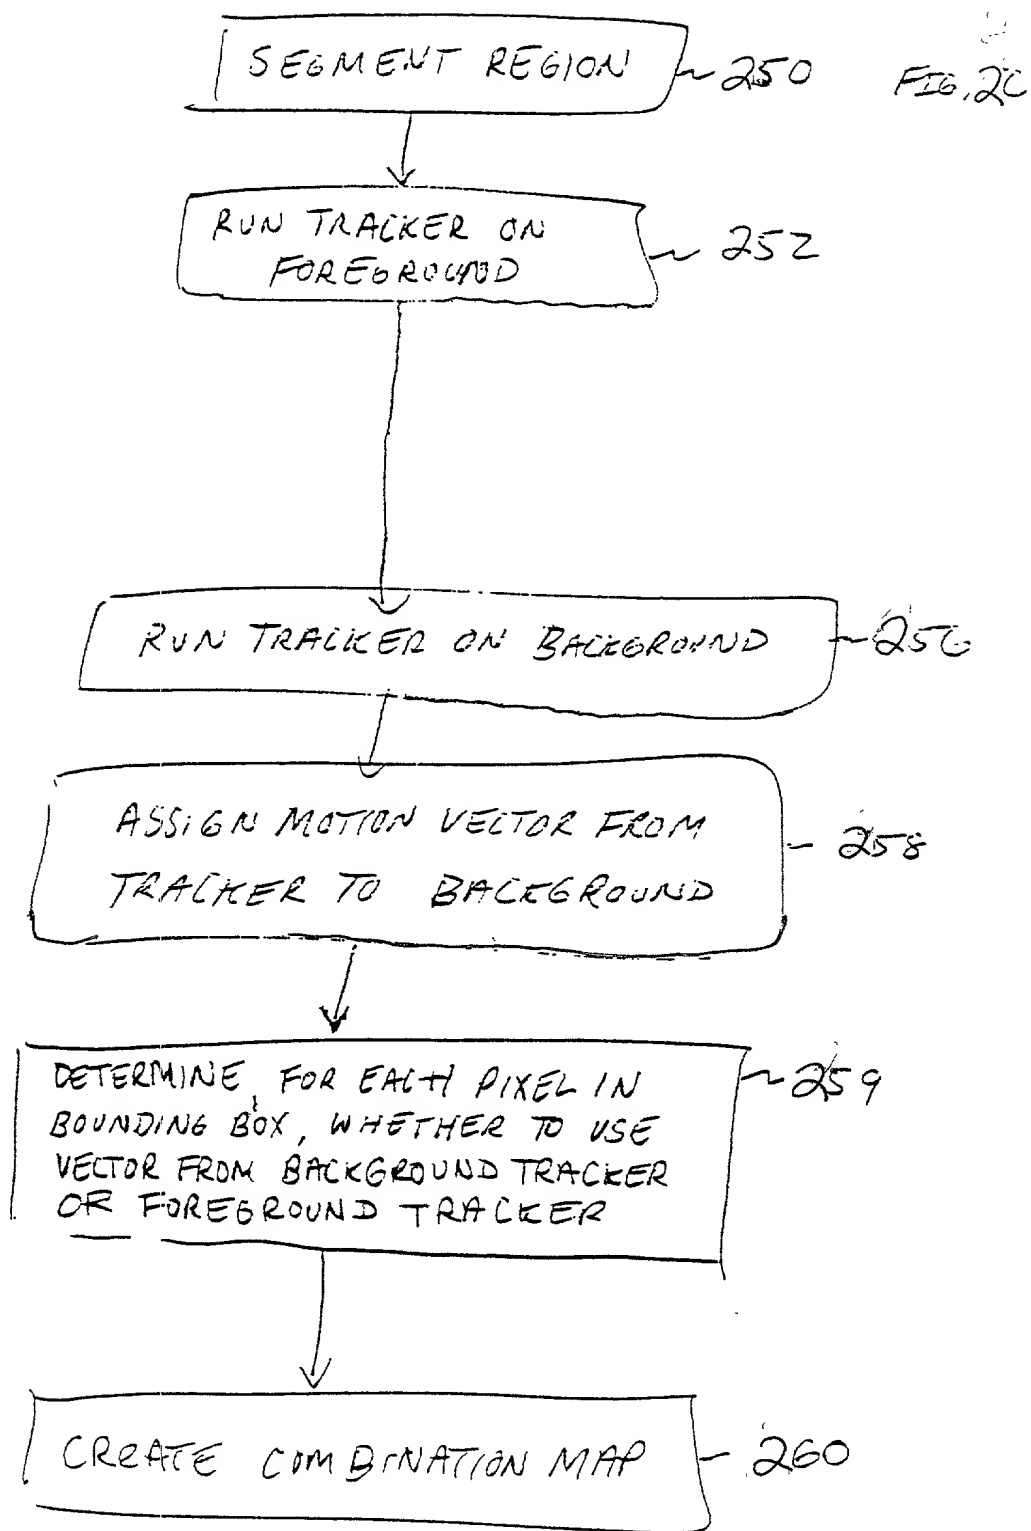 SEGMENT REGION ~ 250 FIG. 2C
RUN TRACKER ON
FOREGROUND
~ 252
RUN TRACKER ON BACKGROUND ~ 256
ASSIGN MOTION VECTOR FROM
TRACKER TO BACKGROUND
~ 258
DETERMINE, FOR EACH PIXEL IN ~ 259
BOUNDING BOX, WHETHER TO USE
VECTOR FROM BACKGROUND TRACKER
OR FOREGROUND TRACKER
CREATE COMBINATION MAP ~ 260